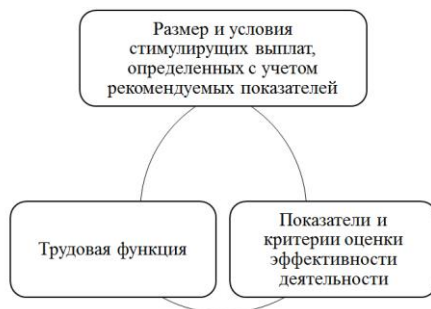 Размер и условия
стимулирущих выплат,
определенных с учетом
рекомендуемых показателей
Трудовая функция
Показатели и
критерии оценки
эффективности
деятельности